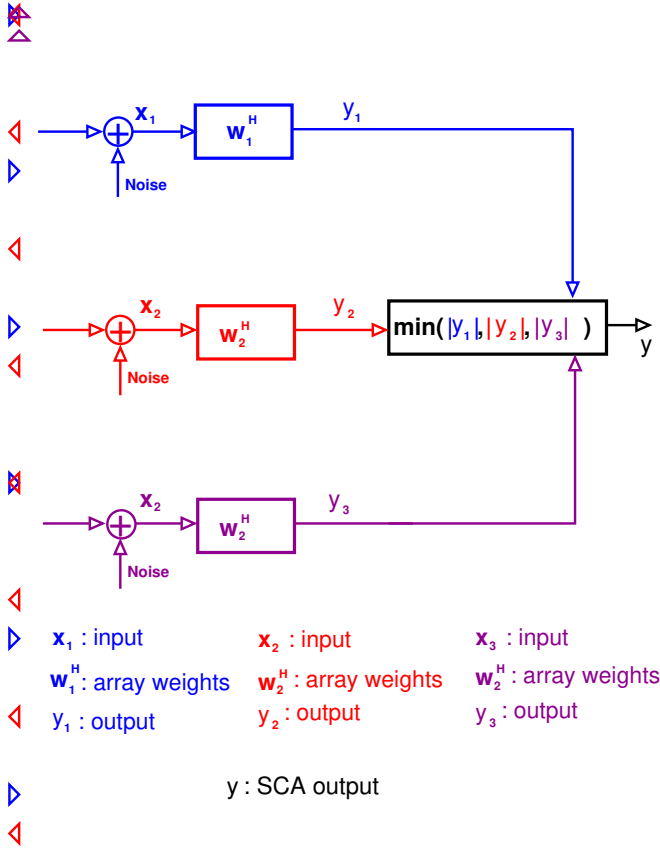 x₁ w₁ᴴ y₁
Noise
x₂ w₂ᴴ y₂ min(|y₁|,|y₂|,|y₃| ) y
Noise
x₂ w₂ᴴ y₃
Noise
x₁ : input x₂ : input x₃ : input
w₁ᴴ : array weights w₂ᴴ : array weights w₂ᴴ : array weights
y₁ : output y₂ : output y₃ : output
y : SCA output